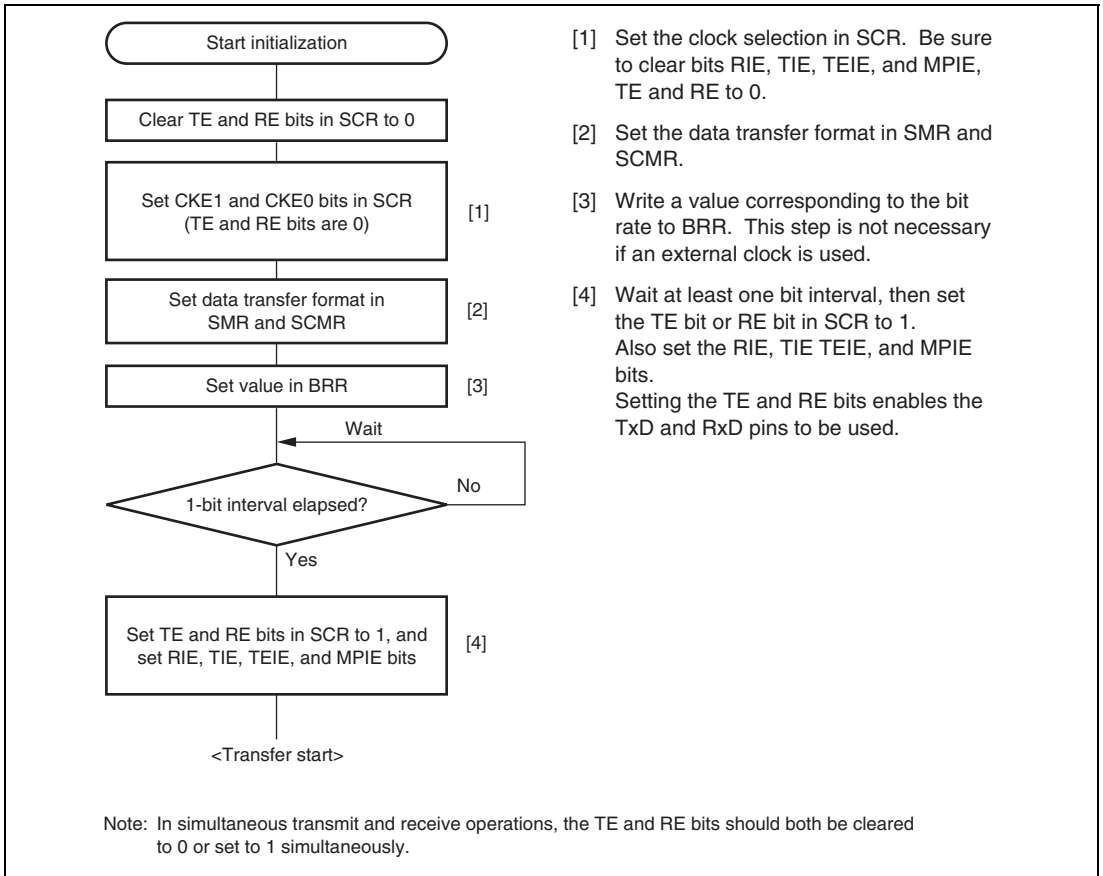 Start initialization
Clear TE and RE bits in SCR to 0
Set CKE1 and CKE0 bits in SCR
(TE and RE bits are 0)
[1]
Set data transfer format in
SMR and SCMR
[2]
Set value in BRR
[3]
Wait
No
1-bit interval elapsed?
Yes
Set TE and RE bits in SCR to 1, and
set RIE, TIE, TEIE, and MPIE bits
[4]
<Transfer start>
[1] Set the clock selection in SCR. Be sure
to clear bits RIE, TIE, TEIE, and MPIE,
TE and RE to 0.
[2] Set the data transfer format in SMR and
SCMR.
[3] Write a value corresponding to the bit
rate to BRR. This step is not necessary
if an external clock is used.
[4] Wait at least one bit interval, then set
the TE bit or RE bit in SCR to 1.
Also set the RIE, TIE TEIE, and MPIE
bits.
Setting the TE and RE bits enables the
TxD and RxD pins to be used.
Note: In simultaneous transmit and receive operations, the TE and RE bits should both be cleared
to 0 or set to 1 simultaneously.